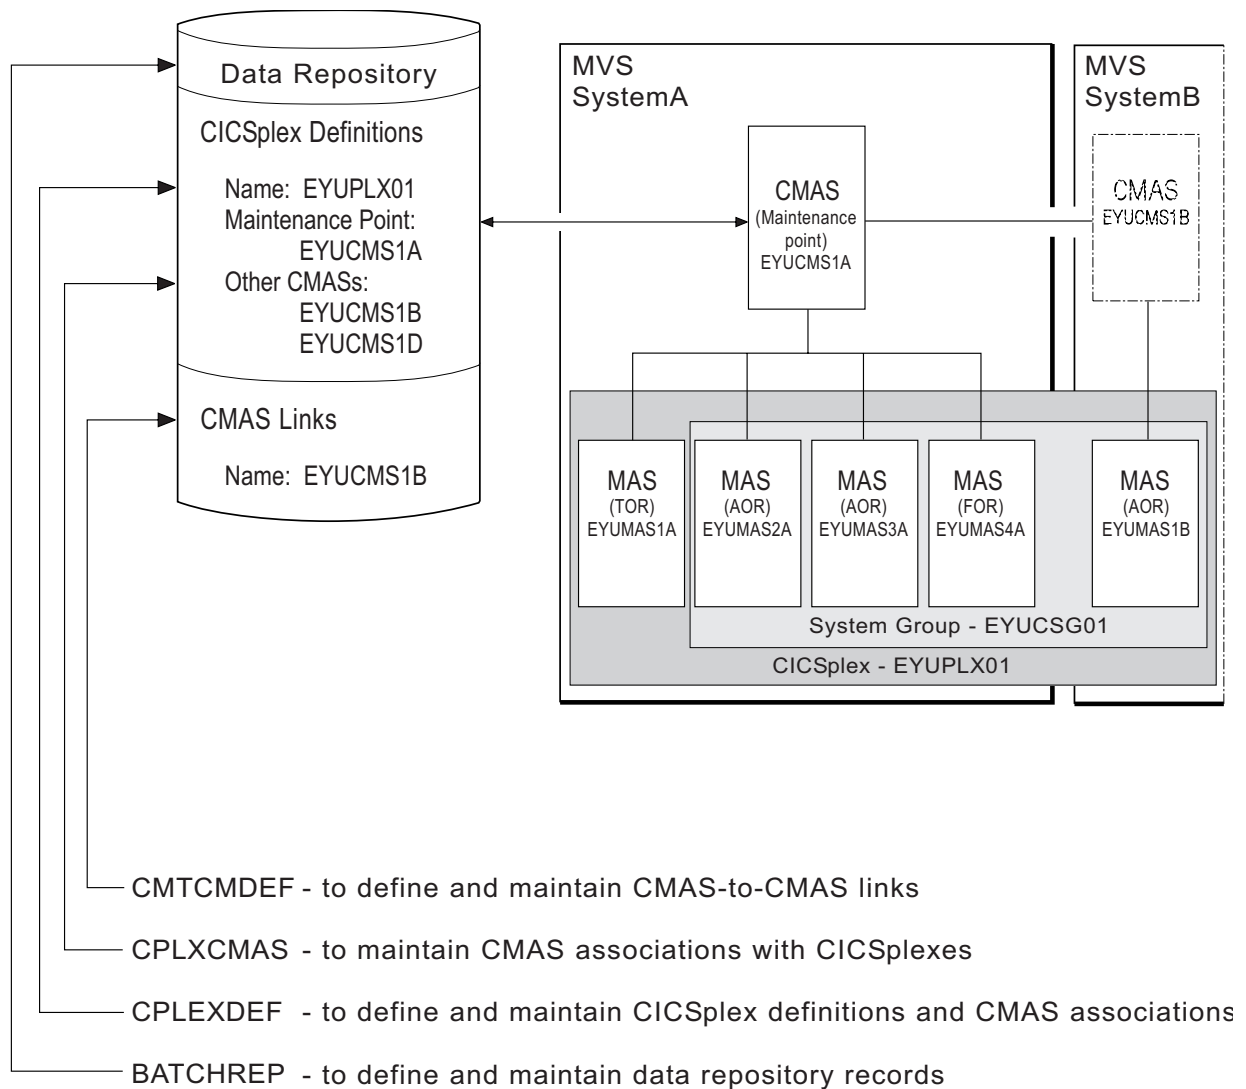 Data Repository
CICSplex Definitions
Name: EYUPLX01
Maintenance Point:
EYUCMS1A
Other CMASs:
EYUCMS1B
EYUCMS1D
CMAS Links
Name: EYUCMS1B
MVS
SystemA
CMAS
(Maintenance
point)
EYUCMS1A
MVS
SystemB
CMAS
EYUCMS1B
MAS
(TOR)
EYUMAS1A
MAS
(AOR)
EYUMAS2A
MAS
(AOR)
EYUMAS3A
MAS
(FOR)
EYUMAS4A
MAS
(AOR)
EYUMAS1B
System Group - EYUCSG01
CICSplex - EYUPLX01
CMTCMDEF - to define and maintain CMAS-to-CMAS links
CPLXCMAS - to maintain CMAS associations with CICSplexes
CPLEXDEF - to define and maintain CICSplex definitions and CMAS associations
BATCHREP - to define and maintain data repository records